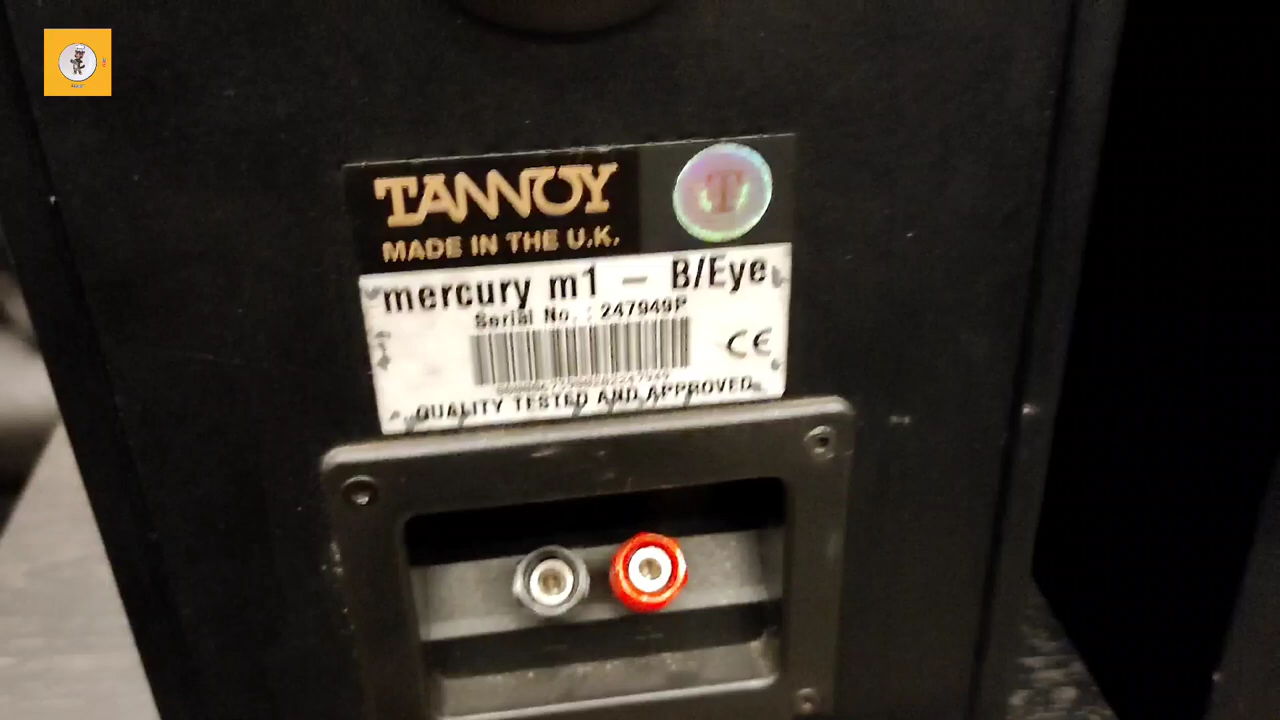 TANNOY
MADE IN THE U.K.
T
mercury m1 - B/Eye
Serial No. : 247949P
CE
QUALITY TESTED AND APPROVED